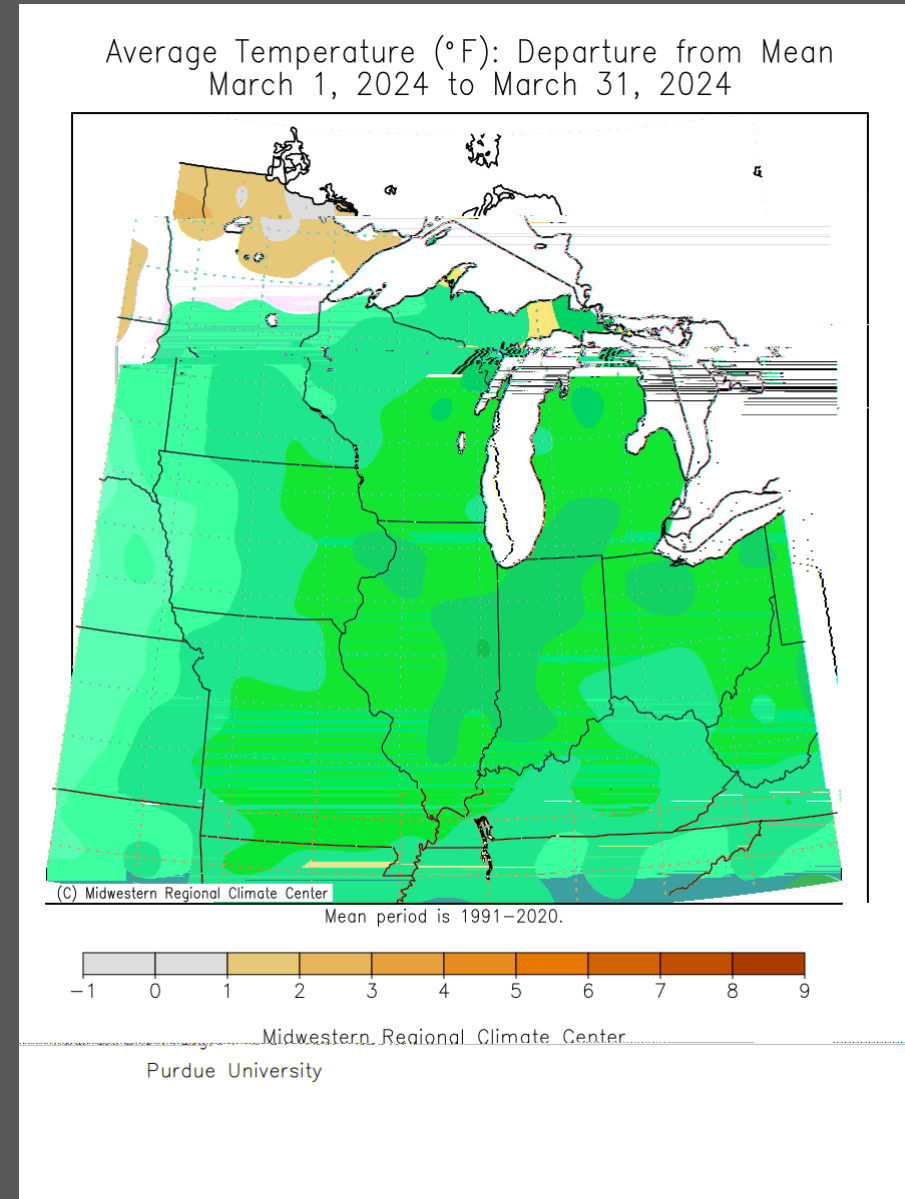 Average Temperature (°F): Departure from Mean
March 1, 2024 to March 31, 2024
(C) Midwestern Regional Climate Center
Mean period is 1991-2020.
-1 0 1 2 3 4 5 6 7 8 9
Midwestern Regional Climate Center
Purdue University